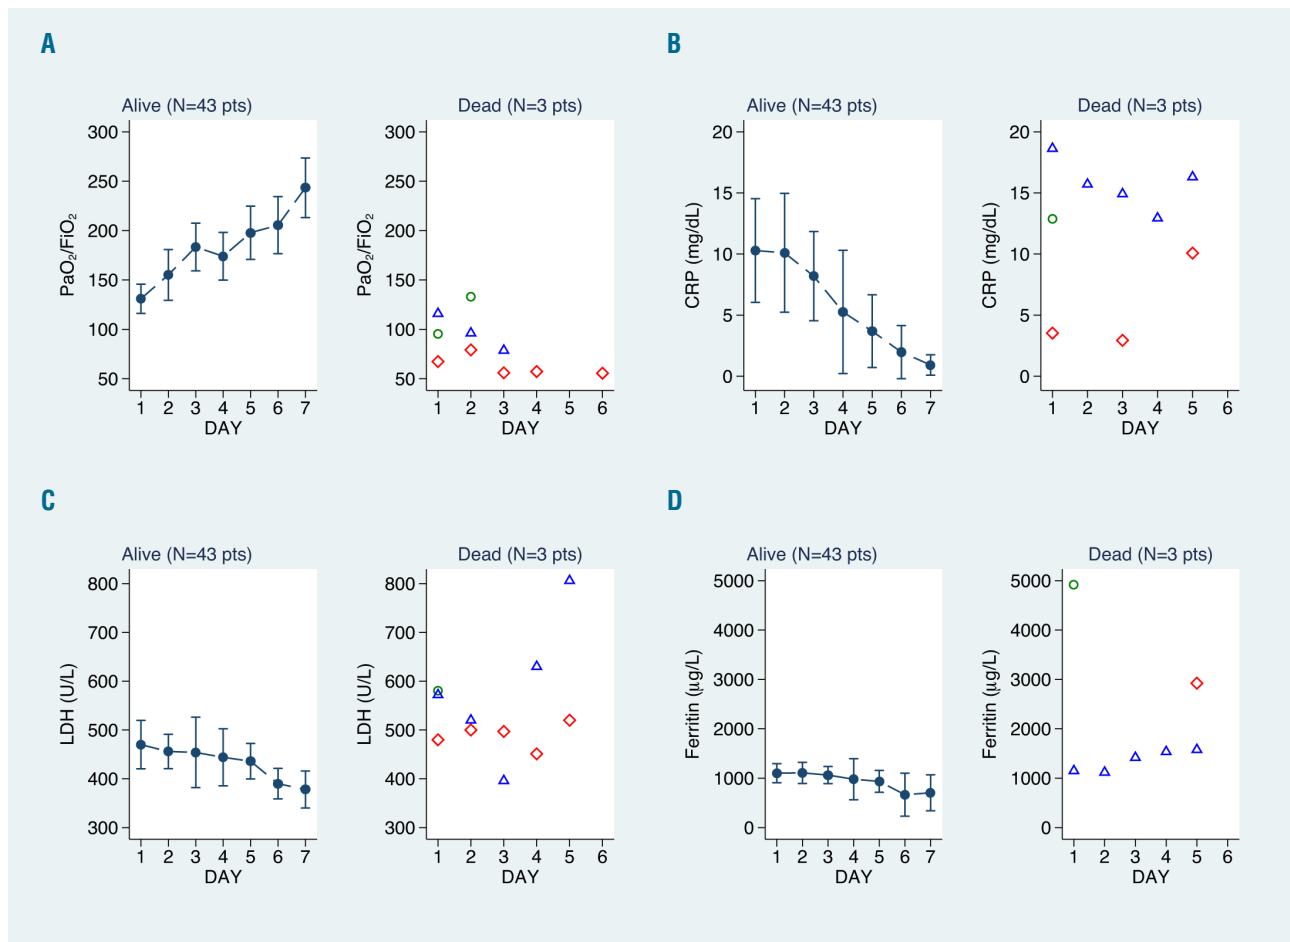 A
B
Alive (N=43 pts)
Dead (N=3 pts)
Alive (N=43 pts)
Dead (N=3 pts)
PaO₂/FiO₂
300
250
200
150
100
50
1 2 3 4 5 6 7
DAY
PaO₂/FiO₂
300
250
200
150
100
50
1 2 3 4 5 6
DAY
CRP (mg/dL)
20
15
10
5
0
1 2 3 4 5 6 7
DAY
CRP (mg/dL)
20
15
10
5
0
1 2 3 4 5 6
DAY
C
D
Alive (N=43 pts)
Dead (N=3 pts)
Alive (N=43 pts)
Dead (N=3 pts)
LDH (U/L)
800
700
600
500
400
300
1 2 3 4 5 6 7
DAY
LDH (U/L)
800
700
600
500
400
300
1 2 3 4 5 6
DAY
Ferritin (µg/L)
5000
4000
3000
2000
1000
0
1 2 3 4 5 6 7
DAY
Ferritin (µg/L)
5000
4000
3000
2000
1000
0
1 2 3 4 5 6
DAY